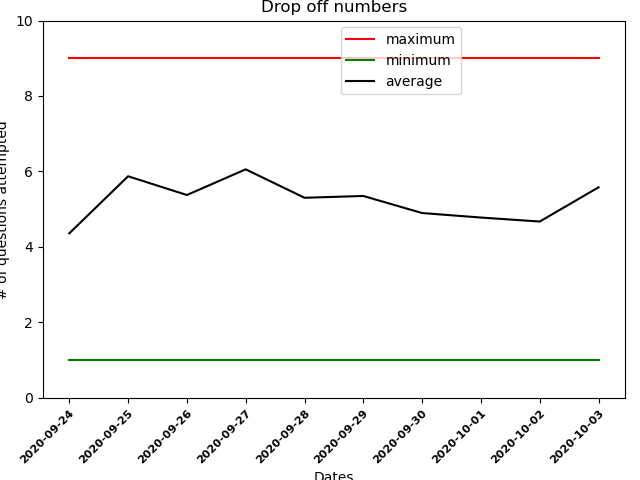 Drop off numbers
maximum
minimum
average
# of questions attempted
10
8
6
4
2
0
2020-09-24
2020-09-25
2020-09-26
2020-09-27
2020-09-28
2020-09-29
2020-09-30
2020-10-01
2020-10-02
2020-10-03
Dates